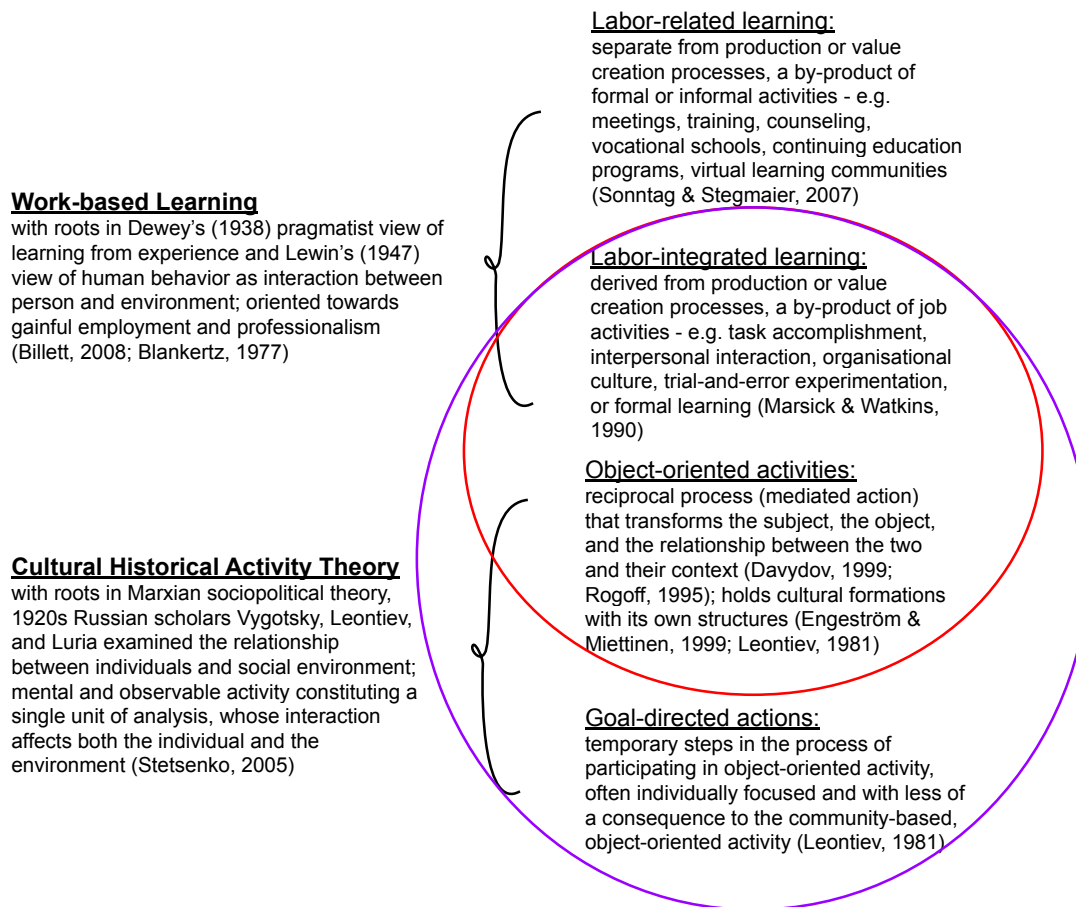 Labor-related learning:
separate from production or value
creation processes, a by-product of
formal or informal activities - e.g.
meetings, training, counseling,
vocational schools, continuing education
programs, virtual learning communities
(Sonntag & Stegmaier, 2007)
Work-based Learning
with roots in Dewey's (1938) pragmatist view of
learning from experience and Lewin's (1947)
view of human behavior as interaction between
person and environment; oriented towards
gainful employment and professionalism
(Billett, 2008; Blankertz, 1977)
Labor-integrated learning:
derived from production or value
creation processes, a by-product of job
activities - e.g. task accomplishment,
interpersonal interaction, organisational
culture, trial-and-error experimentation,
or formal learning (Marsick & Watkins,
1990)
Object-oriented activities:
reciprocal process (mediated action)
that transforms the subject, the object,
and the relationship between the two
and their context (Davydov, 1999;
Rogoff, 1995); holds cultural formations
with its own structures (Engeström &
Miettinen, 1999; Leontiev, 1981)
Cultural Historical Activity Theory
with roots in Marxian sociopolitical theory,
1920s Russian scholars Vygotsky, Leontiev,
and Luria examined the relationship
between individuals and social environment;
mental and observable activity constituting a
single unit of analysis, whose interaction
affects both the individual and the
environment (Stetsenko, 2005)
Goal-directed actions:
temporary steps in the process of
participating in object-oriented activity,
often individually focused and with less of
a consequence to the community-based,
object-oriented activity (Leontiev, 1981)